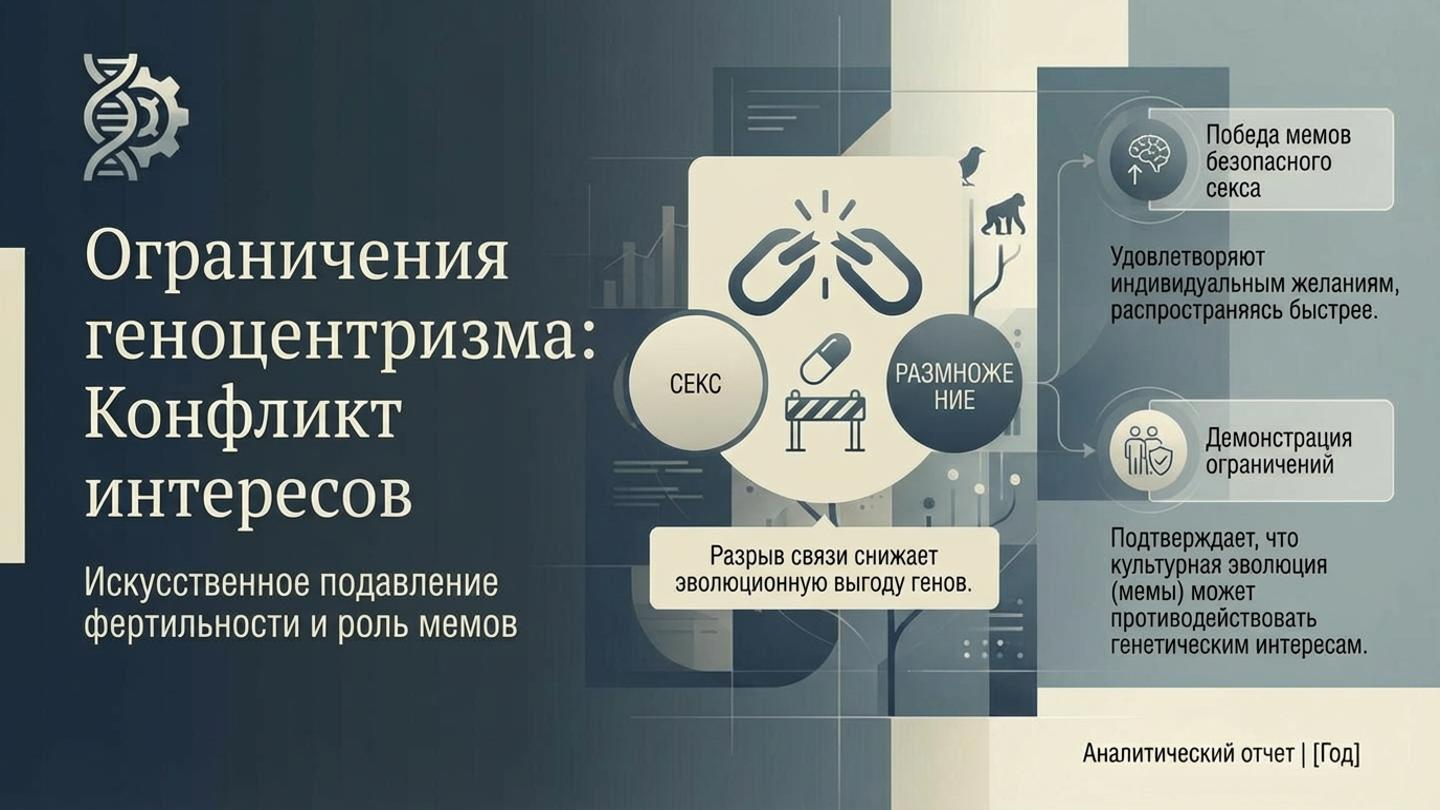 Ограничения
геноцентризма:
Конфликт
интересов
Искусственное подавление
фертильности и роль мемов
СЕКС
РАЗМНОЖЕ
НИЕ
Разрыв связи снижает
эволюционную выгоду генов.
Победа мемов
безопасного
секса
Удовлетворяют
индивидуальным желаниям,
распространяясь быстрее.
Демонстрация
ограничений
Подтверждает, что
культурная эволюция
(мемы) может
противодействовать
генетическим интересам.
Аналитический отчет | [Год]